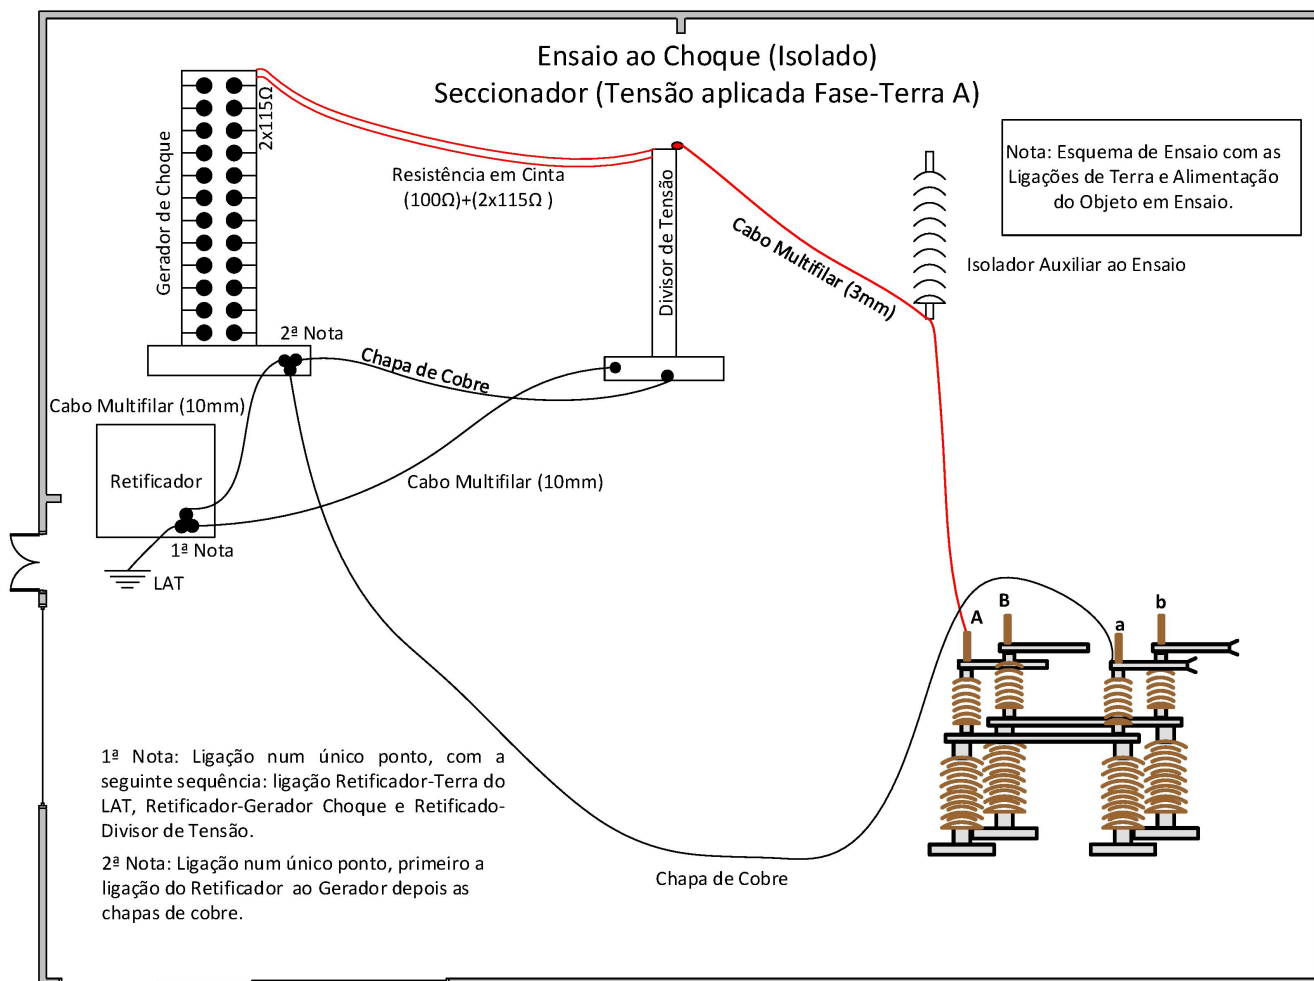 Ensaio ao Choque (Isolado)
Seccionador (Tensão aplicada Fase-Terra A)
Gerador de Choque
2x115Ω
Resistência em Cinta
(100Ω)+(2x115Ω )
Divisor de Tensão
Cabo Multifilar (3mm)
Nota: Esquema de Ensaio com as
Ligações de Terra e Alimentação
do Objeto em Ensaio.
Isolador Auxiliar ao Ensaio
2ª Nota
Chapa de Cobre
Cabo Multifilar (10mm)
Retificador
Cabo Multifilar (10mm)
1ª Nota
LAT
A
B
a
b
1ª Nota: Ligação num único ponto, com a
seguinte sequência: ligação Retificador-Terra do
LAT, Retificador-Gerador Choque e Retificado-
Divisor de Tensão.
2ª Nota: Ligação num único ponto, primeiro a
ligação do Retificador ao Gerador depois as
chapas de cobre.
Chapa de Cobre